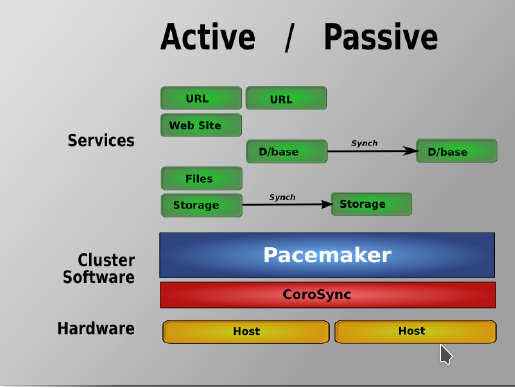 Active / Passive
URL URL
Web Site
Services
D/base Synch D/base
Files
Storage Synch Storage
Cluster
Software
Pacemaker
CoroSync
Hardware
Host Host